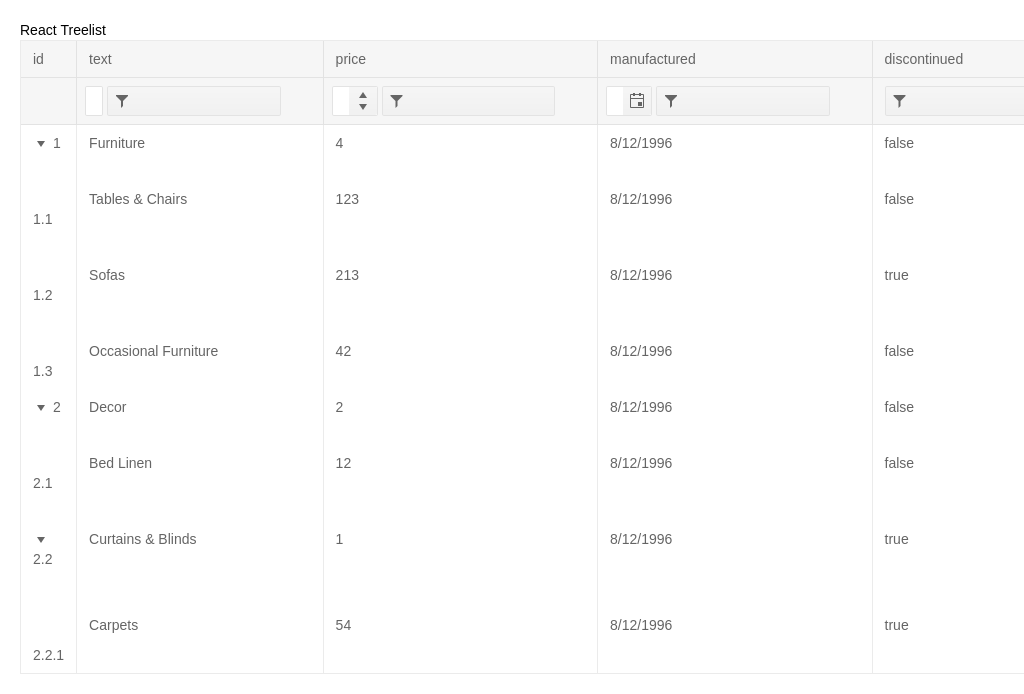 React Treelist
id text price manufactured discontinued
1 Furniture 4 8/12/1996 false
Tables & Chairs 123 8/12/1996 false
1.1
Sofas 213 8/12/1996 true
1.2
Occasional Furniture 42 8/12/1996 false
1.3
2 Decor 2 8/12/1996 false
Bed Linen 12 8/12/1996 false
2.1
Curtains & Blinds 1 8/12/1996 true
2.2
Carpets 54 8/12/1996 true
2.2.1